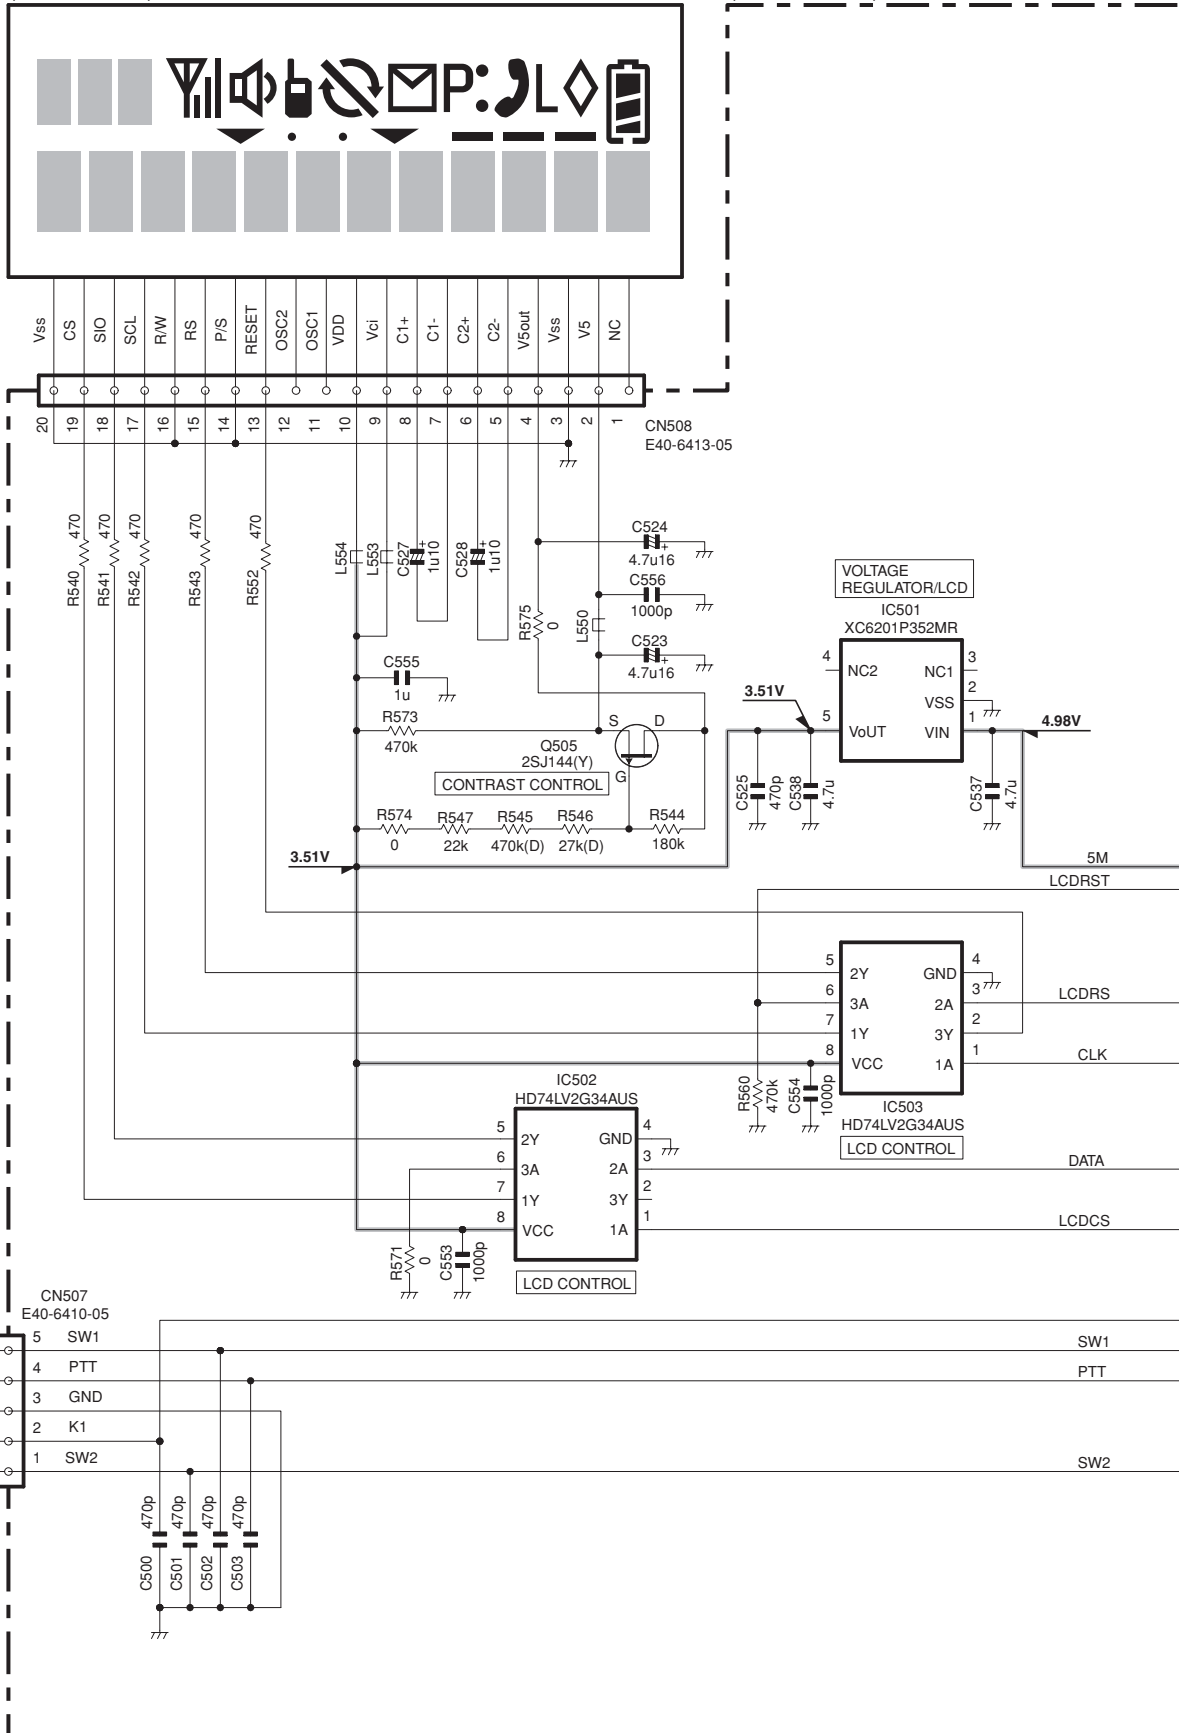 P:
L
Vss
CS
SIO
SCL
R/W
RS
P/S
RESET
OSC2
OSC1
VDD
Vci
C1+
C1-
C2+
C2-
V5out
Vss
V5
NC
20
19
18
17
16
15
14
13
12
11
10
9
8
7
6
5
4
3
2
1
CN508
E40-6413-05
R540 470
R541 470
R542 470
R543 470
R552 470
L554
L553
C527 + 1u10
C528 + 1u10
C524
+
4.7u16
C556
1000p
R575 0
L550
C523
+
4.7u16
C555
1u
R573
470k
S D
G
Q505
2SJ144(Y)
CONTRAST CONTROL
R574
0
R547
22k
R545
470k(D)
R546
27k(D)
R544
180k
3.51V
VOLTAGE
REGULATOR/LCD
IC501
XC6201P352MR
4 NC2 NC1 3
VSS 2
5 VoUT VIN 1
3.51V
4.98V
C525 470p
C538 4.7u
C537 4.7u
5M
LCDRST
5 2Y GND 4
6 3A 2A 3
7 1Y 3Y 2
8 VCC 1A 1
LCDRS
CLK
R560 470k
C554 1000p
IC503
HD74LV2G34AUS
LCD CONTROL
IC502
HD74LV2G34AUS
5 2Y GND 4
6 3A 2A 3
7 1Y 3Y 2
8 VCC 1A 1
DATA
LCDCS
R571 0
C553 1000p
LCD CONTROL
CN507
E40-6410-05
5 SW1 SW1
4 PTT PTT
3 GND
2 K1
1 SW2 SW2
C500 470p
C501 470p
C502 470p
C503 470p